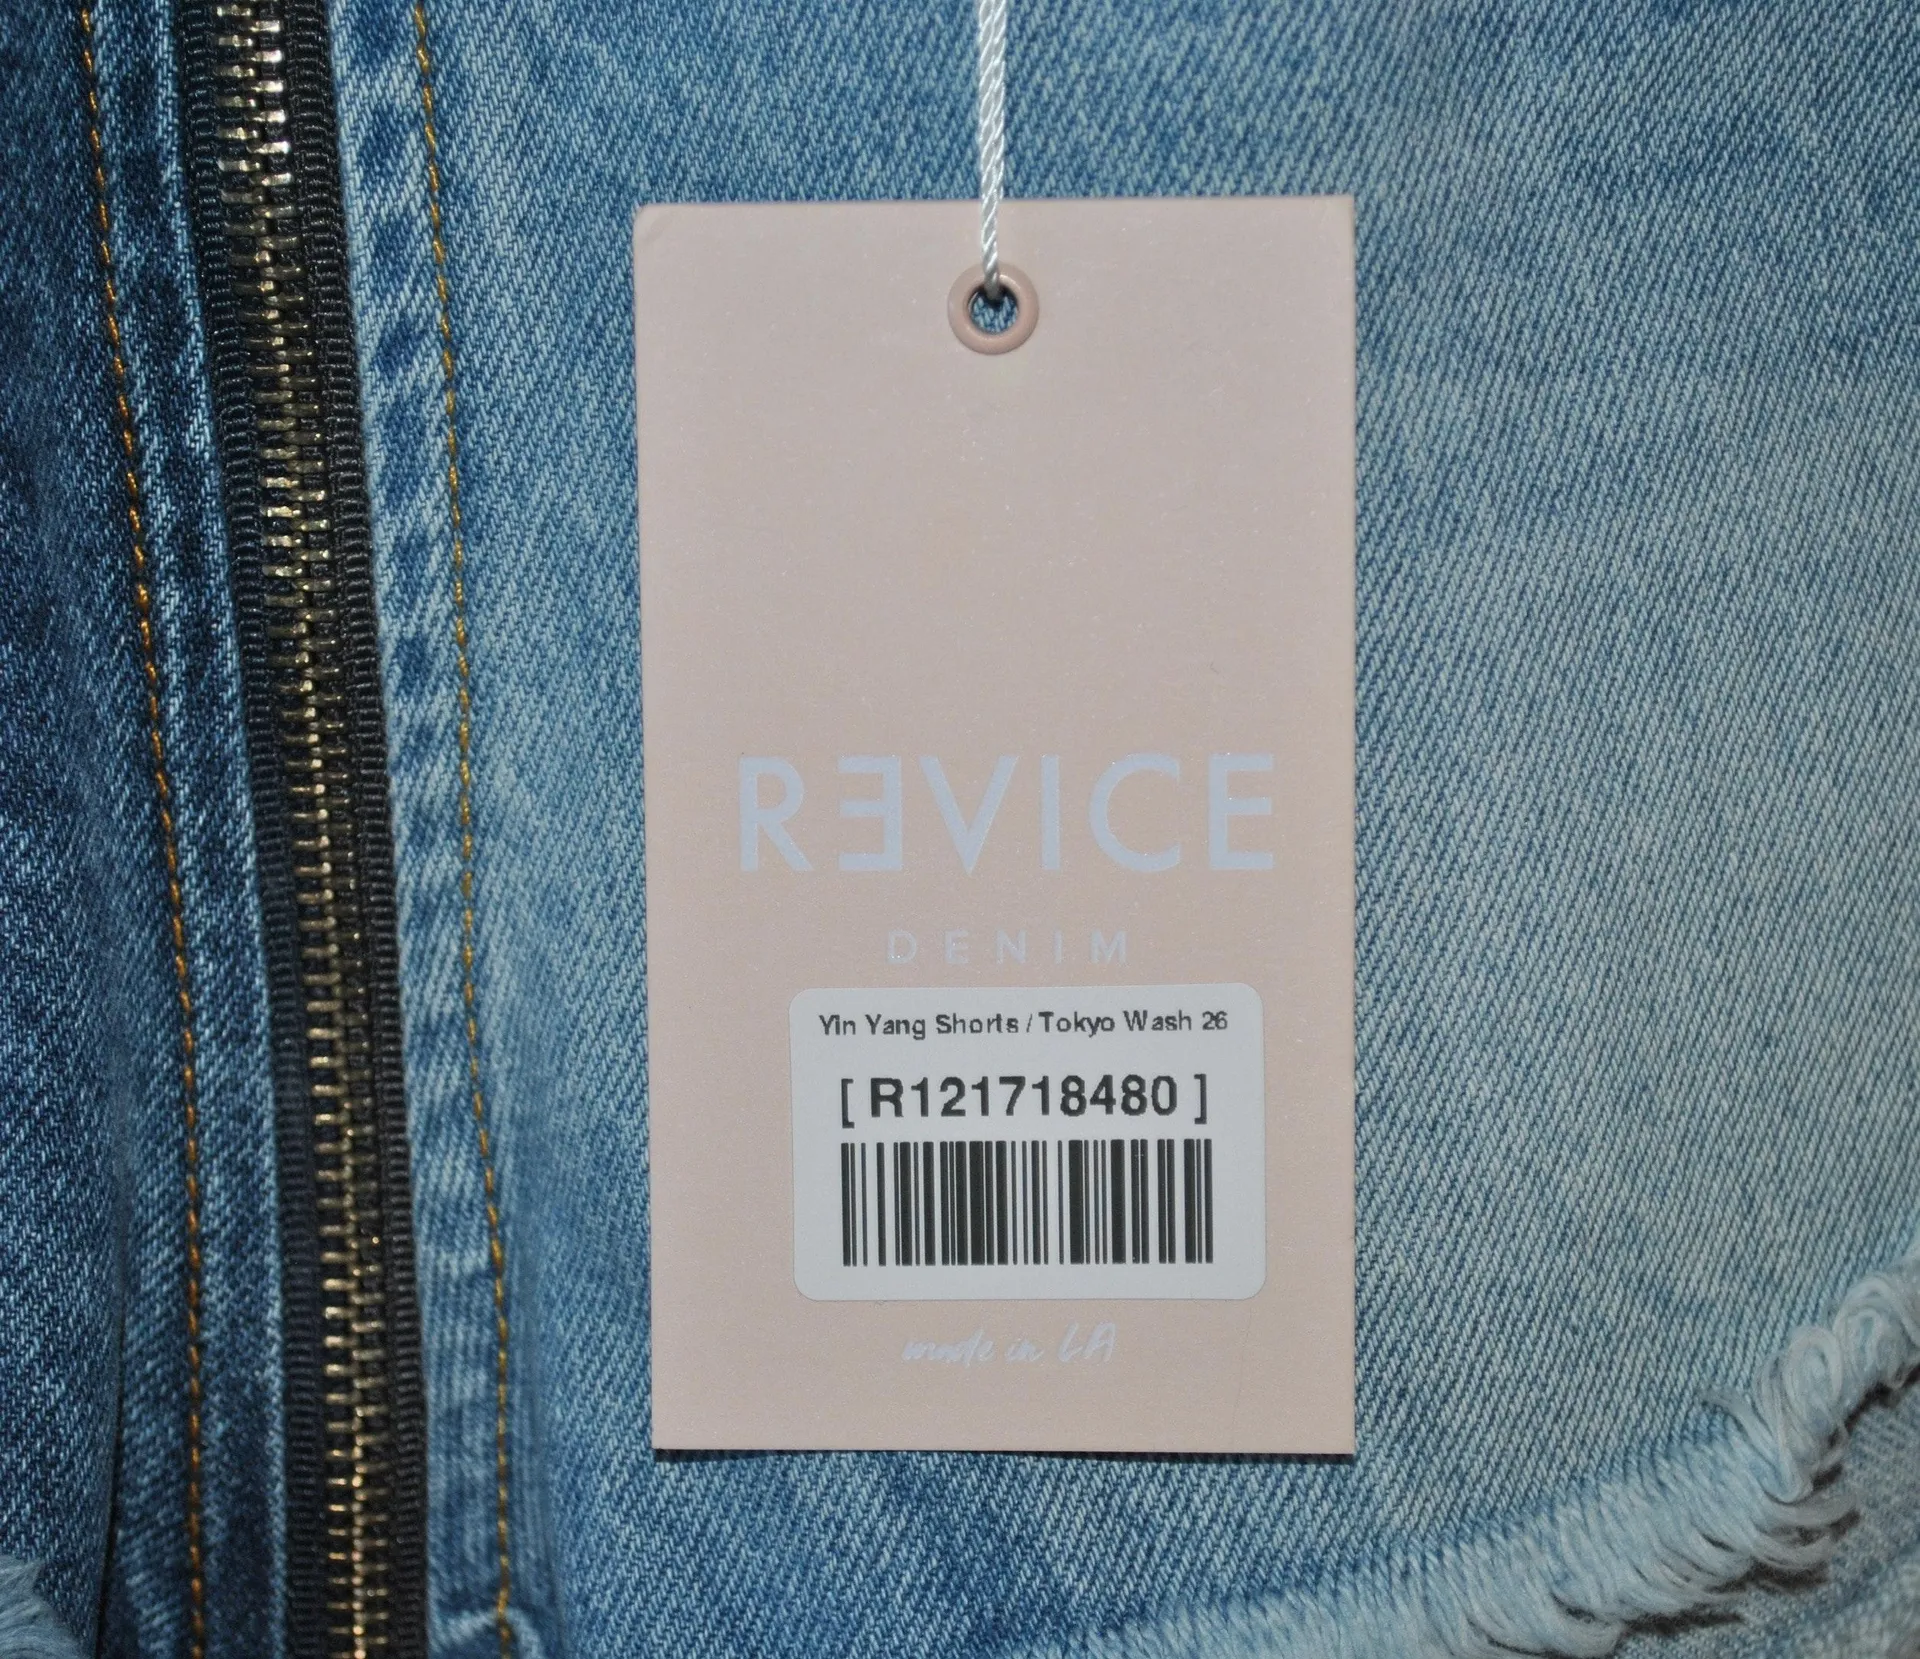 REVICE
DENIM
Yin Yang Shorts / Tokyo Wash 26
[ R121718480 ]
made in LA